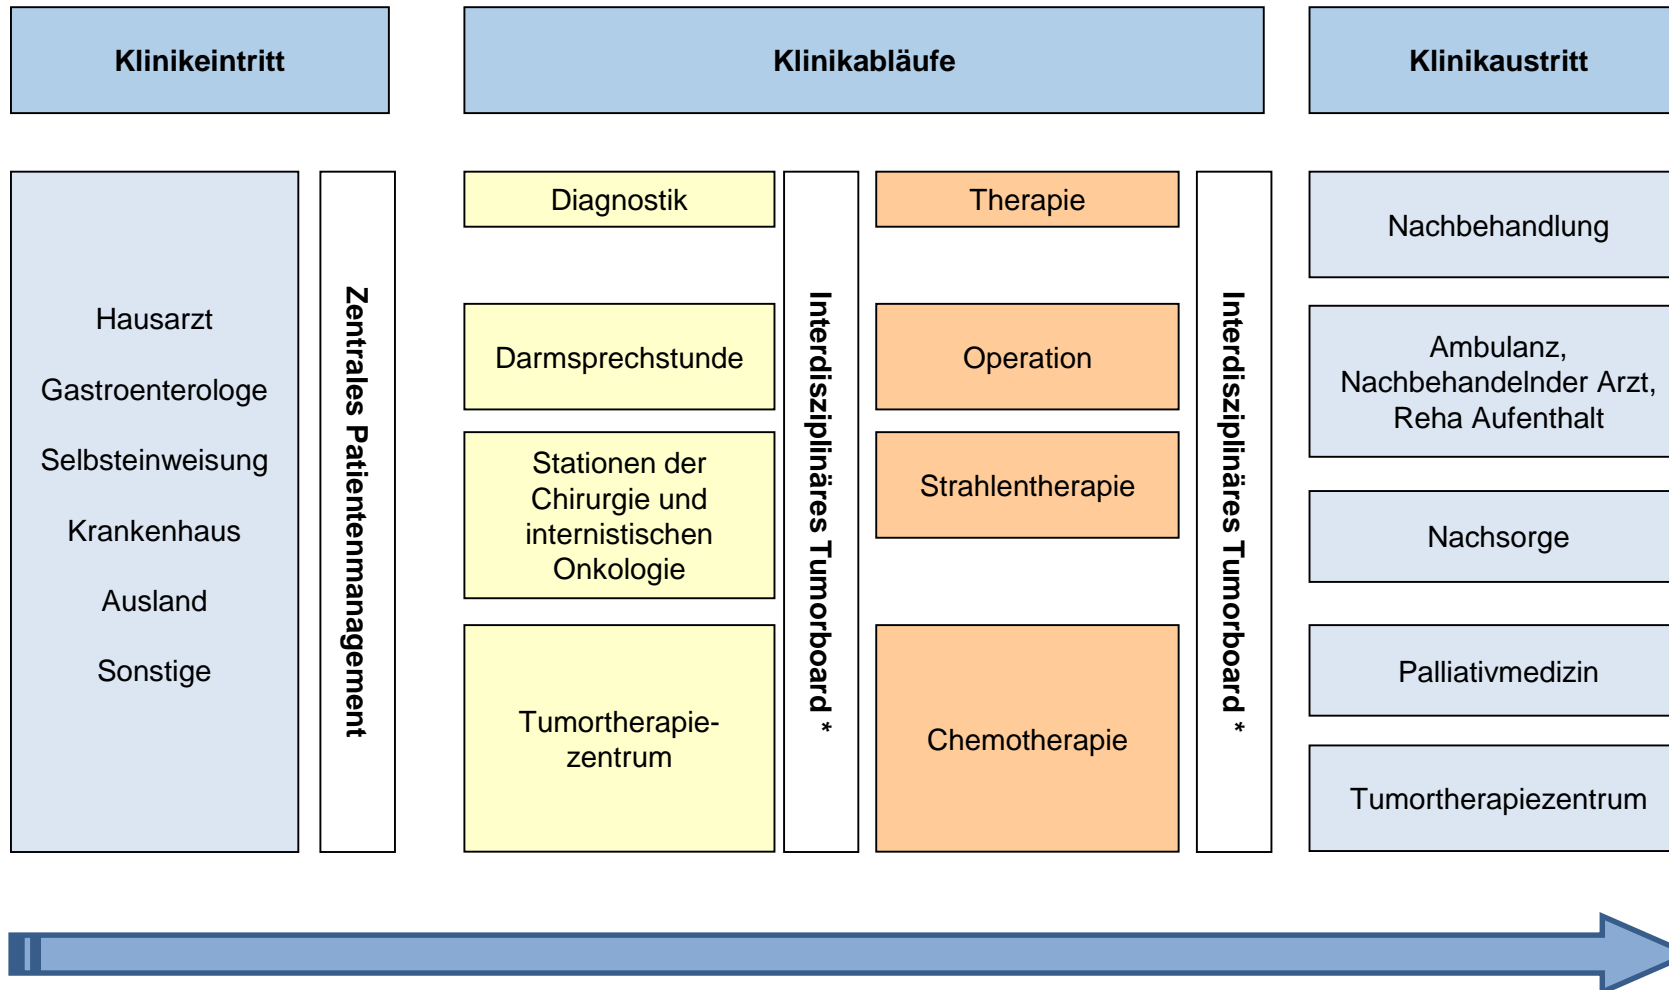 Klinikeintritt
Klinikabläufe
Klinikaustritt
Hausarzt
Gastroenterologe
Selbsteinweisung
Krankenhaus
Ausland
Sonstige
Zentrales Patientenmanagement
Diagnostik
Darmsprechstunde
Stationen der
Chirurgie und
internistischen
Onkologie
Tumortherapie-
zentrum
Interdisziplinäres Tumorboard *
Therapie
Operation
Strahlentherapie
Chemotherapie
Interdisziplinäres Tumorboard *
Nachbehandlung
Ambulanz,
Nachbehandelnder Arzt,
Reha Aufenthalt
Nachsorge
Palliativmedizin
Tumortherapiezentrum